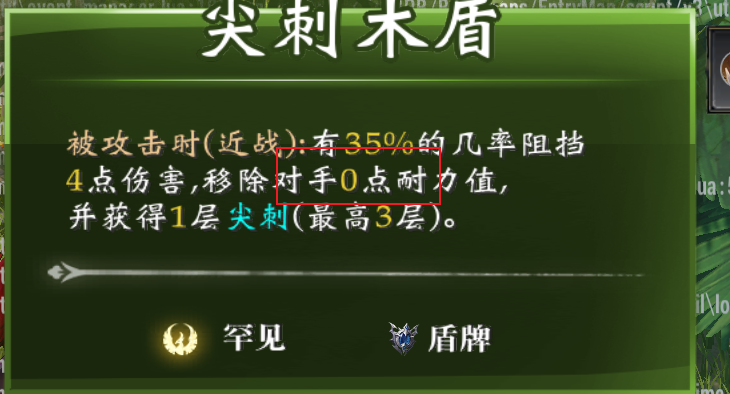 尖刺木盾
被攻击时(近战):有35%的几率阻挡
4点伤害,移除对手0点耐力值,
并获得1层尖刺(最高3层)。
罕见 盾牌